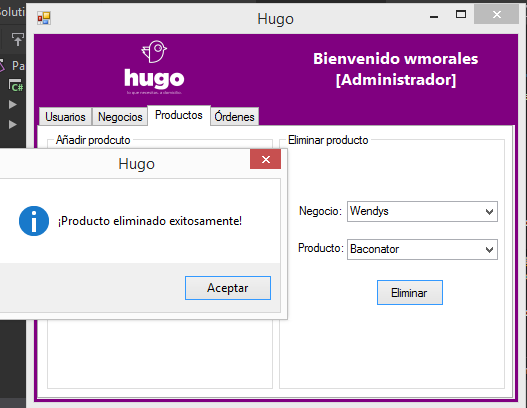 Soluti
Pa
C#
Hugo
hugo
lo que necesitas, a domicilio.
Bienvenido wmorales
[Administrador]
Usuarios
Negocios
Productos
Órdenes
Añadir prodcuto
Eliminar producto
Negocio:
Wendys
Producto:
Baconator
Eliminar
Hugo
¡Producto eliminado exitosamente!
Aceptar